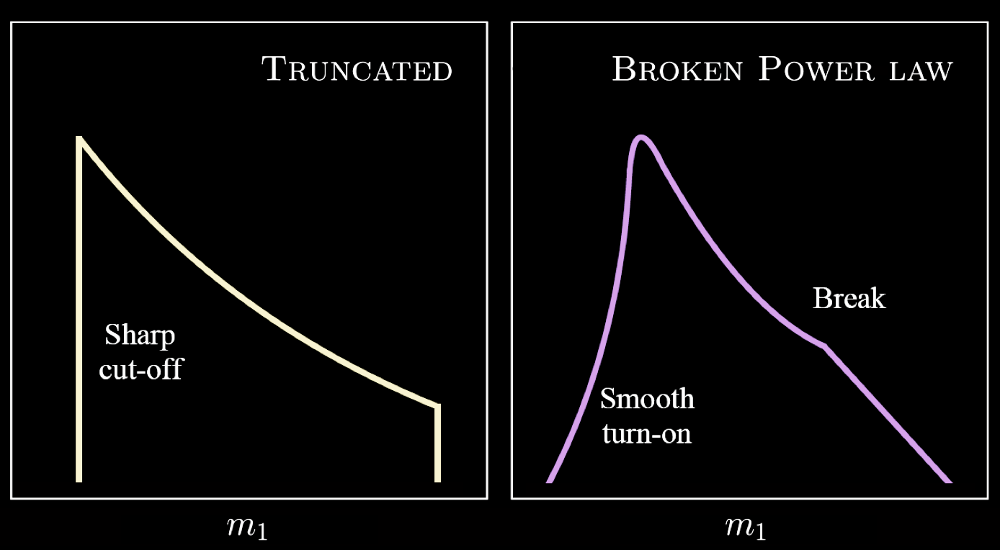 TRUNCATED
Sharp
cut-off
m₁
BROKEN POWER LAW
Break
Smooth
turn-on
m₁